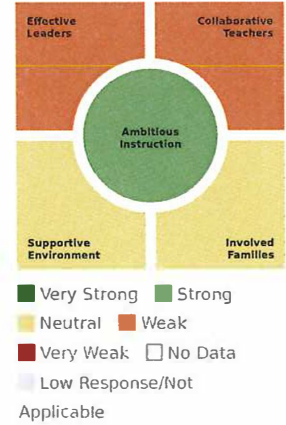 Effective
Leaders
Collaborative
Teachers
Ambitious
Instruction
Supportive
Environment
Involved
Families
Very Strong Strong
Neutral Weak
Very Weak No Data
Low Response/Not
Applicable